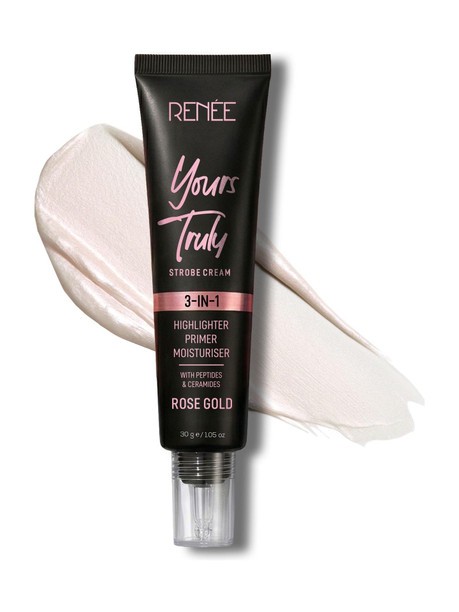 RENÉE
Yours
Truly
STROBE CREAM
3-IN-1
HIGHLIGHTER
PRIMER
MOISTURISER
WITH PEPTIDES
& CERAMIDES
ROSE GOLD
30 g e / 1.05 oz